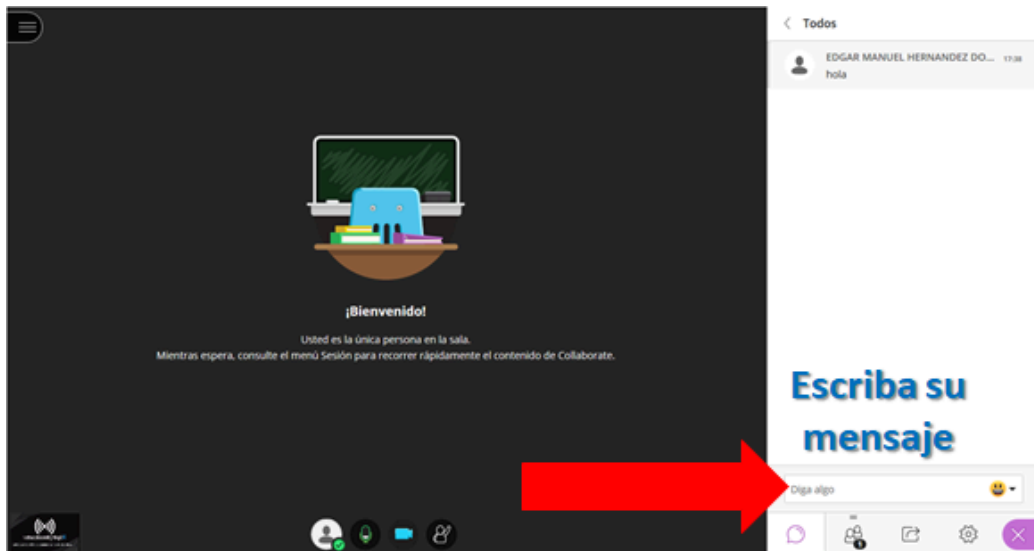 Todos
EDGAR MANUEL HERNANDEZ DO... 17:38
hola
¡Bienvenido!
Usted es la única persona en la sala.
Mientras espera, consulte el menú Sesión para recorrer rápidamente el contenido de Collaborate.
Escriba su
mensaje
Diga algo